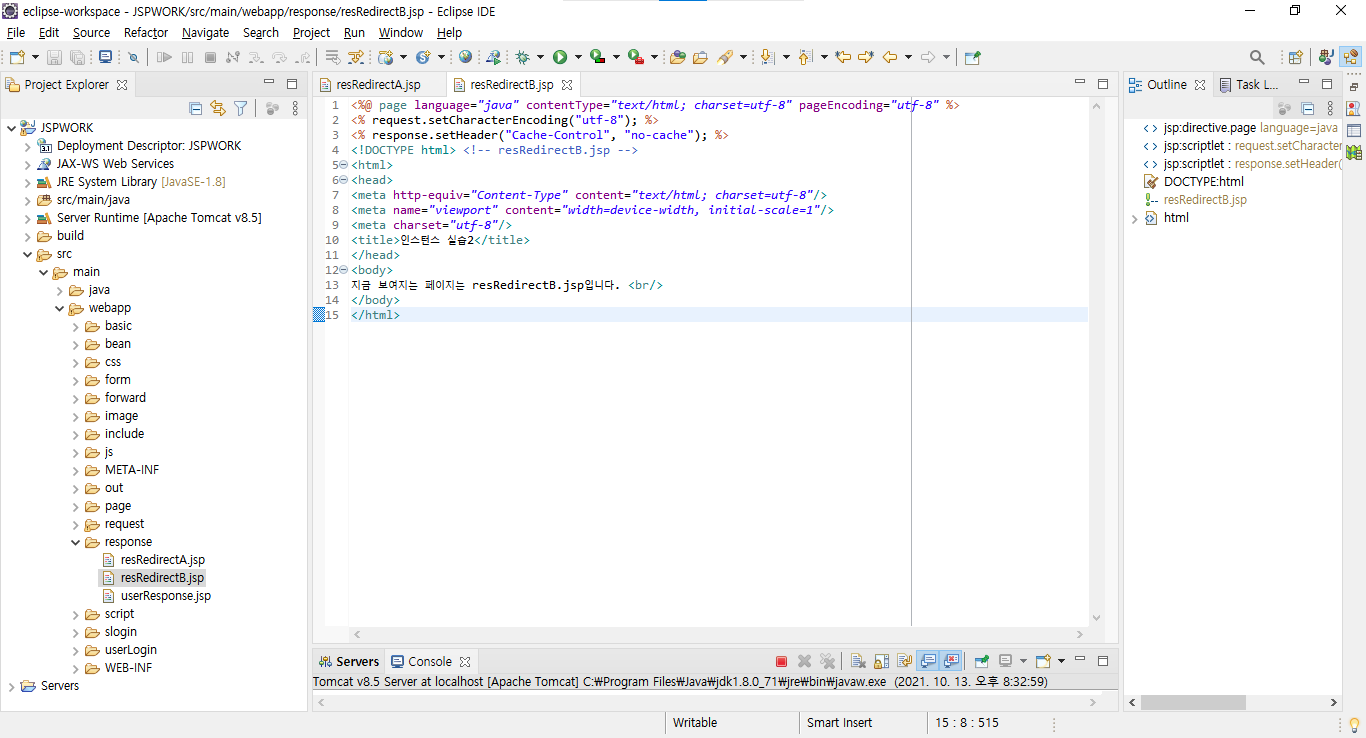 eclipse-workspace - JSPWORK/src/main/webapp/response/resRedirectB.jsp - Eclipse IDE
File Edit Source Refactor Navigate Search Project Run Window Help
Project Explorer
JSPWORK
Deployment Descriptor: JSPWORK
JAX-WS Web Services
JRE System Library [JavaSE-1.8]
src/main/java
Server Runtime [Apache Tomcat v8.5]
build
src
main
java
webapp
basic
bean
css
form
forward
image
include
js
META-INF
out
page
request
response
resRedirectA.jsp
resRedirectB.jsp
userResponse.jsp
script
slogin
userLogin
WEB-INF
Servers
resRedirectA.jsp resRedirectB.jsp
1 <%@ page language="java" contentType="text/html; charset=utf-8" pageEncoding="utf-8" %>
2 <% request.setCharacterEncoding("utf-8"); %>
3 <% response.setHeader("Cache-Control", "no-cache"); %>
4 <!DOCTYPE html> <!-- resRedirectB.jsp -->
5 <html>
6 <head>
7 <meta http-equiv="Content-Type" content="text/html; charset=utf-8"/>
8 <meta name="viewport" content="width=device-width, initial-scale=1"/>
9 <meta charset="utf-8"/>
10 <title>인스턴스 실습2</title>
11 </head>
12 <body>
13 지금 보여지는 페이지는 resRedirectB.jsp입니다. <br/>
14 </body>
15 </html>
Outline Task L...
jsp:directive.page language=java
jsp:scriptlet : request.setCharacter
jsp:scriptlet : response.setHeader(
DOCTYPE:html
resRedirectB.jsp
html
Servers Console
Tomcat v8.5 Server at localhost [Apache Tomcat] C:₩Program Files₩Java₩jdk1.8.0_71₩jre₩bin₩javaw.exe (2021. 10. 13. 오후 8:32:59)
Writable Smart Insert 15 : 8 : 515